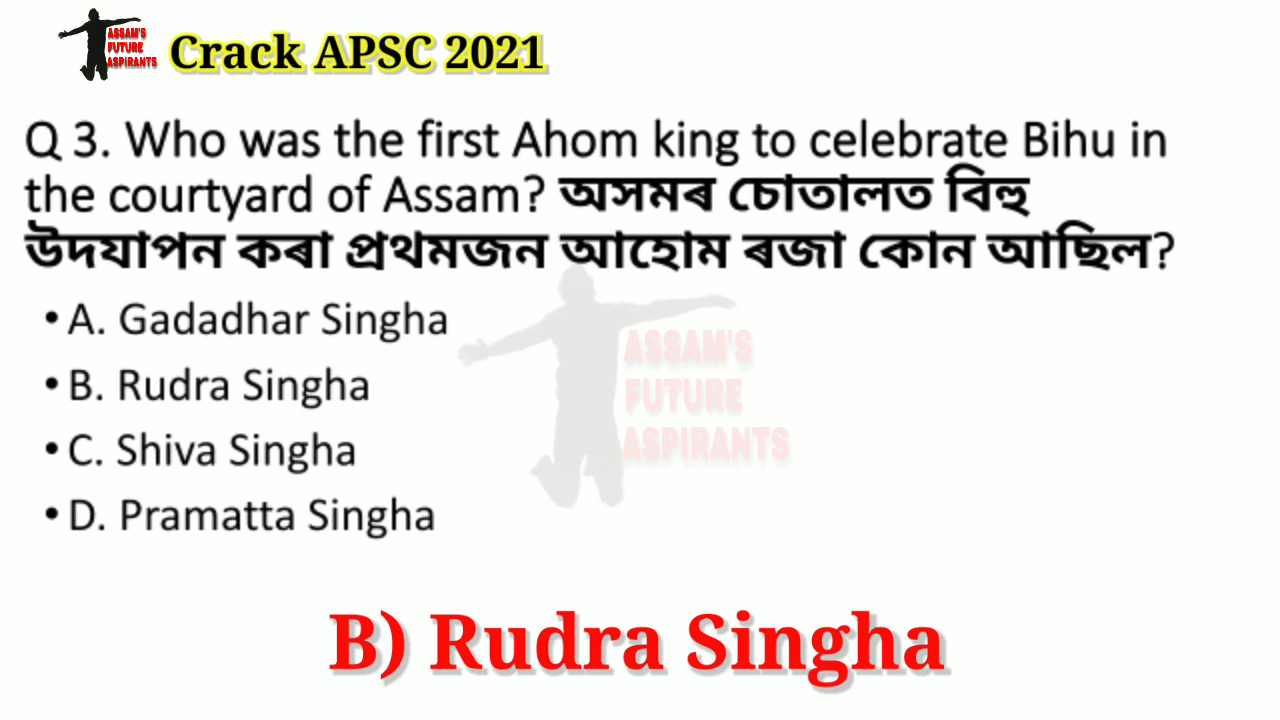 ASSAM'S
FUTURE
ASPIRANTS
Crack APSC 2021
Q 3. Who was the first Ahom king to celebrate Bihu in
the courtyard of Assam? অসমৰ চোতালত বিহু
উদযাপন কৰা প্ৰথমজন আহোম ৰজা কোন আছিল?
• A. Gadadhar Singha
• B. Rudra Singha
• C. Shiva Singha
• D. Pramatta Singha
ASSAM'S
FUTURE
ASPIRANTS
B) Rudra Singha